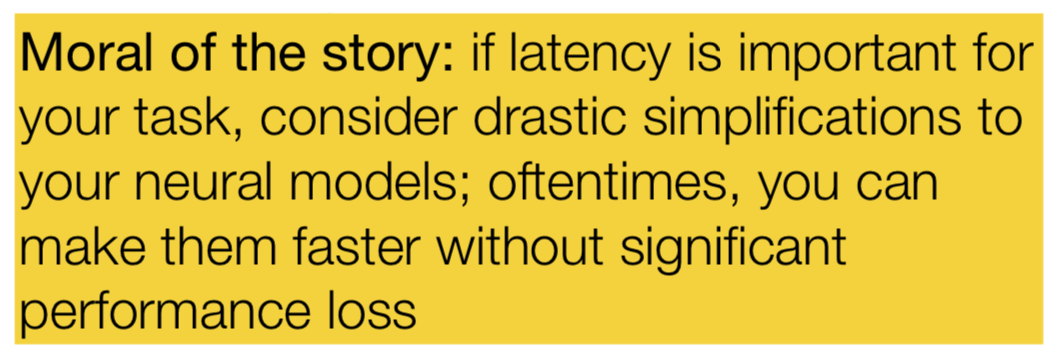 Moral of the story: if latency is important for
your task, consider drastic simplifications to
your neural models; oftentimes, you can
make them faster without significant
performance loss